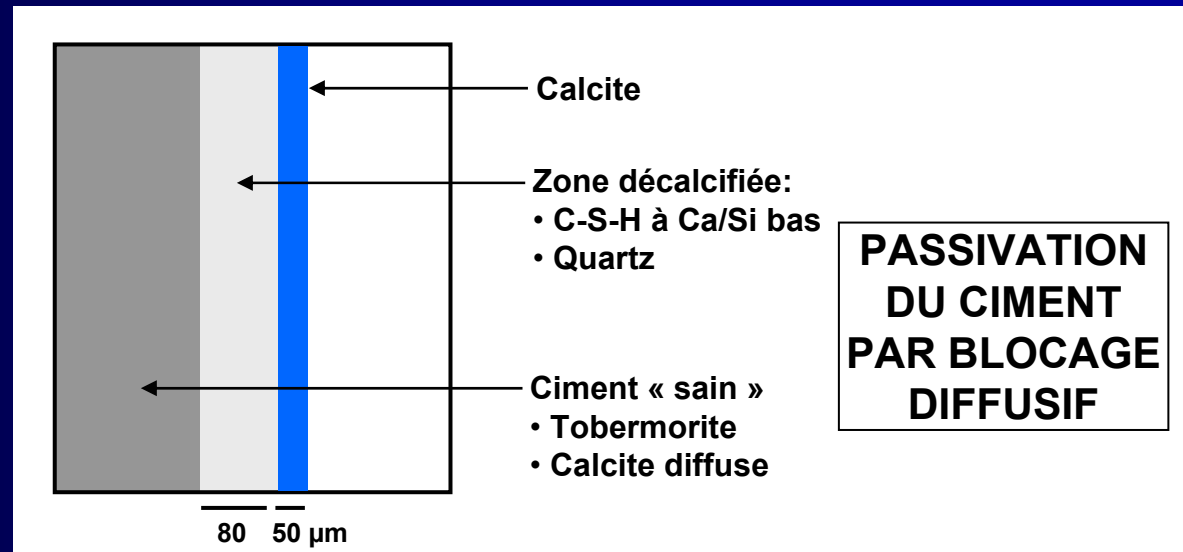 Calcite
Zone décalcifiée:
• C-S-H à Ca/Si bas
• Quartz
PASSIVATION
DU CIMENT
PAR BLOCAGE
DIFFUSIF
Ciment « sain »
• Tobermorite
• Calcite diffuse
80 50 µm